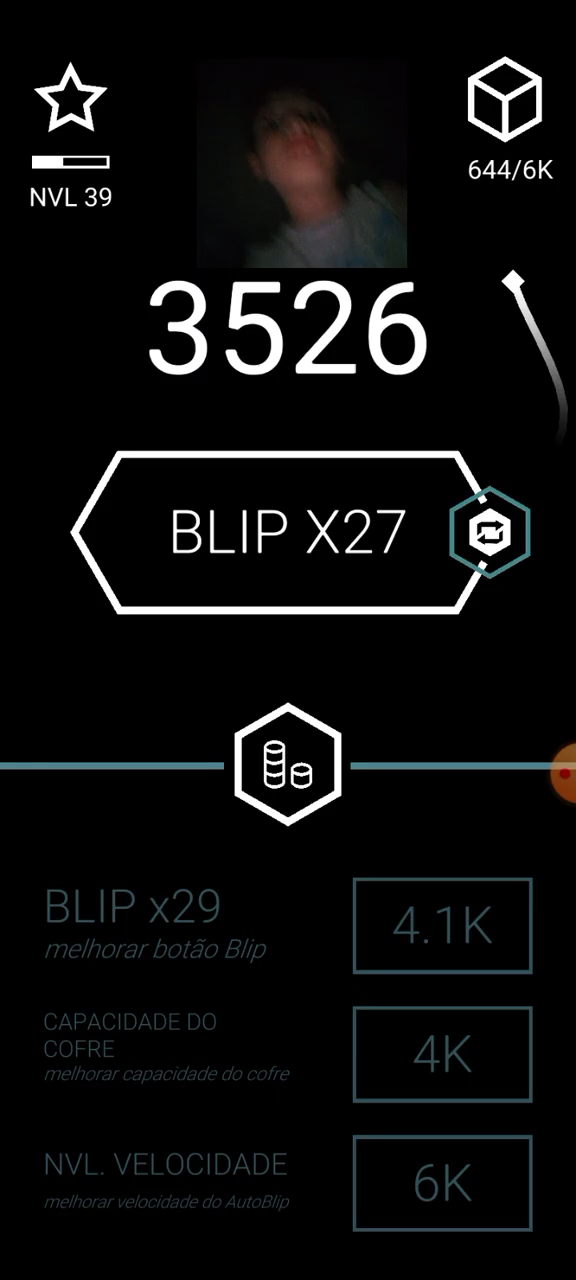 NVL 39
644/6K
3526
BLIP X27
BLIP x29
melhorar botão Blip
4.1K
CAPACIDADE DO
COFRE
melhorar capacidade do cofre
4K
NVL. VELOCIDADE
melhorar velocidade do AutoBlip
6K